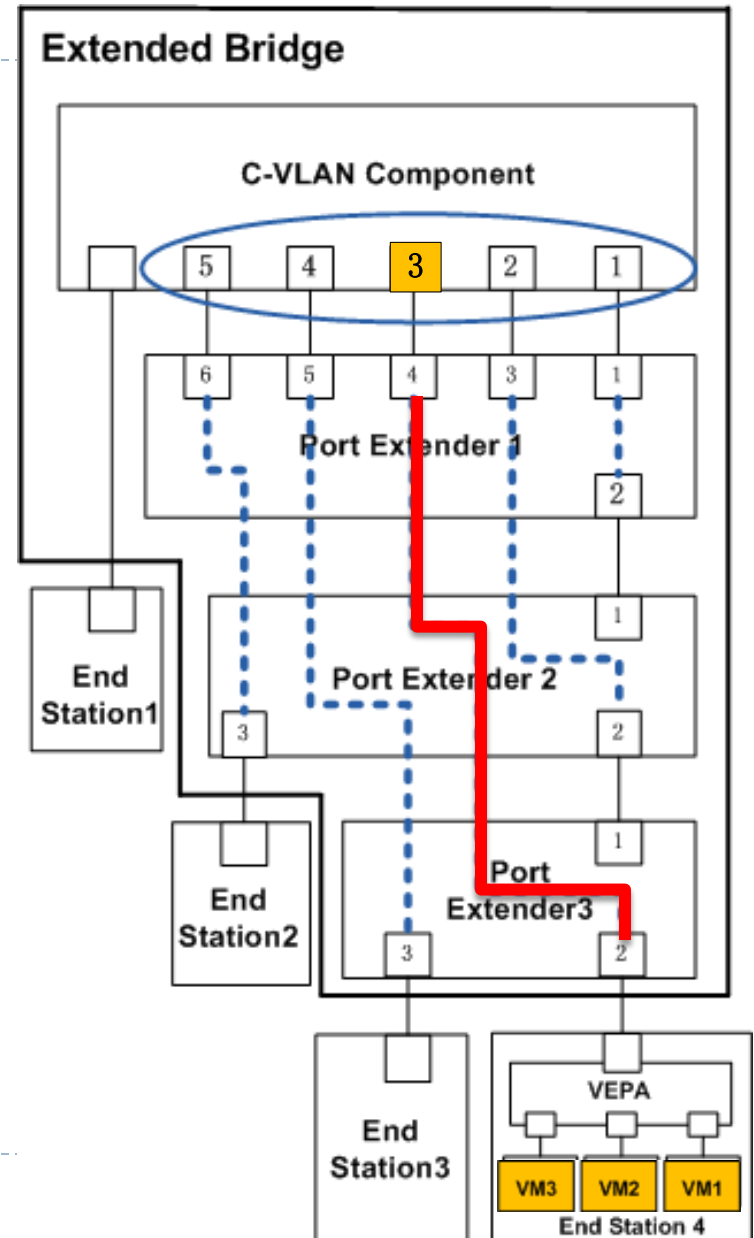 Extended Bridge
C-VLAN Component
5 4 3 2 1
6 5 4 3 1
Port Extender 1
2
1
End
Station1
Port Extender 2
3 2
1
End
Station2
Port
Extender3
3 2
VEPA
End
Station3
VM3 VM2 VM1
End Station 4